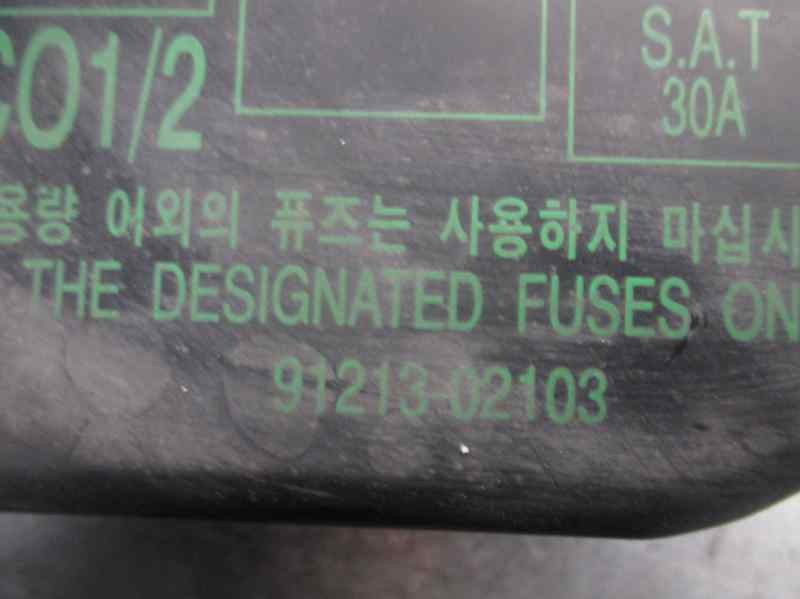 CO1/2
S.A.T
30A
용량 이외의 퓨즈는 사용하지 마십시
THE DESIGNATED FUSES ON
91213-02103